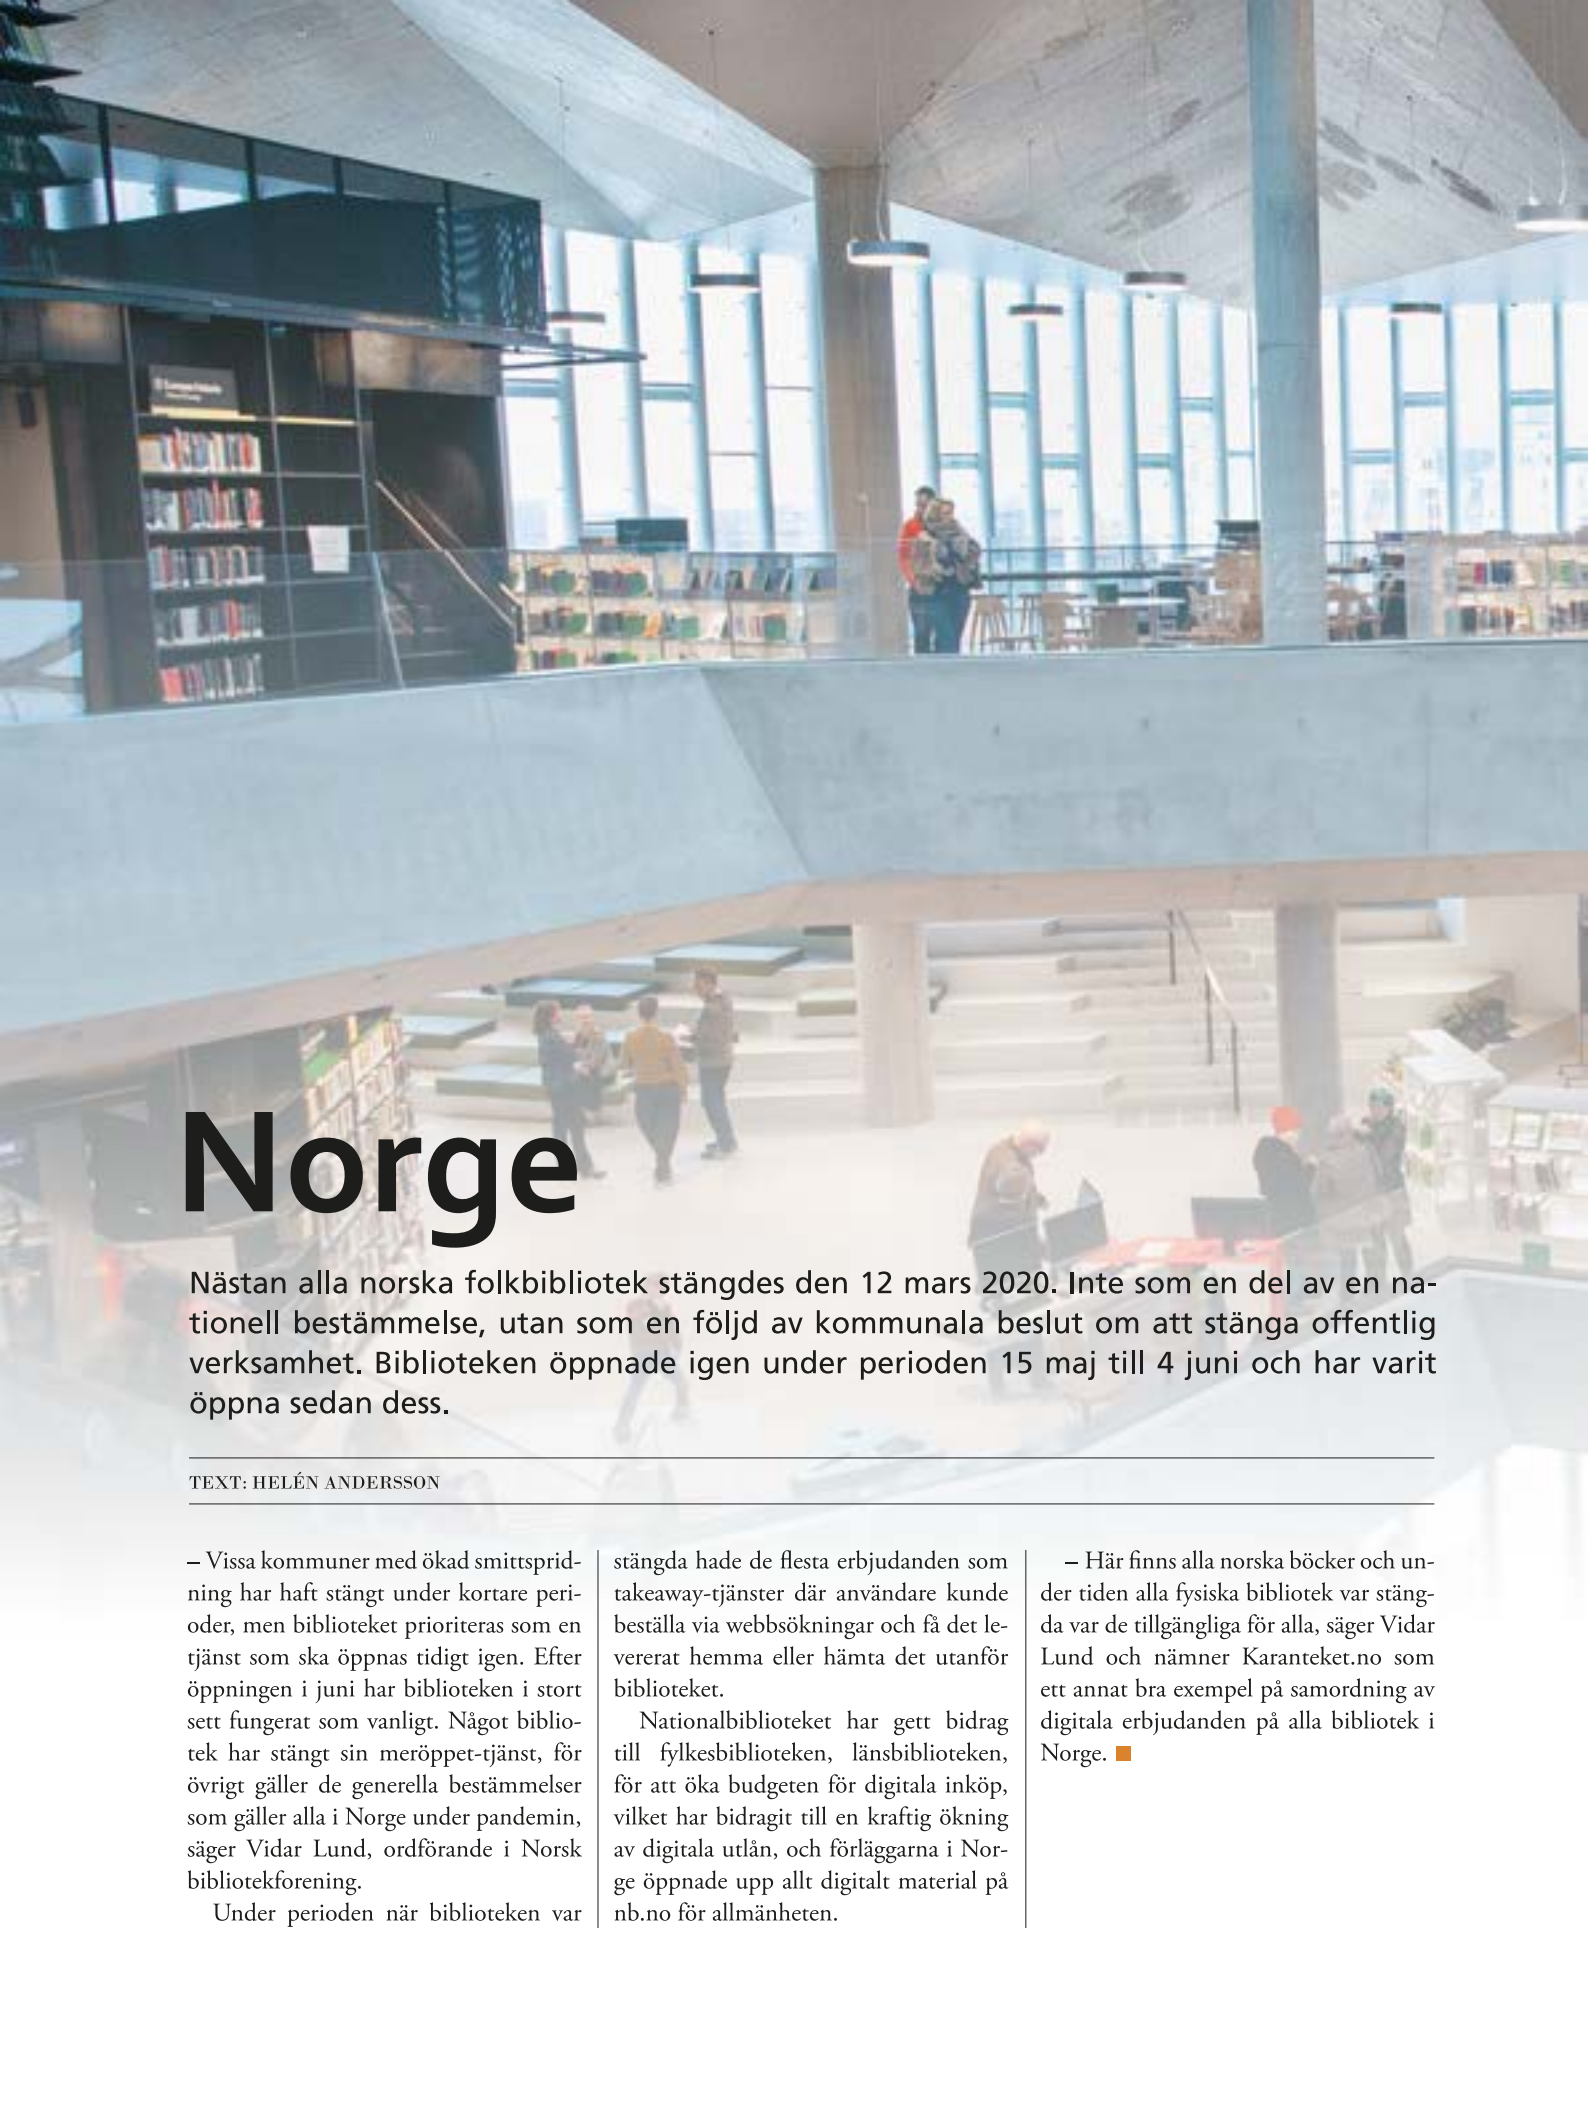 Norge
Nästan alla norska folkbibliotek stängdes den 12 mars 2020. Inte som en del av en na-
tionell bestämmelse, utan som en följd av kommunala beslut om att stänga offentlig
verksamhet. Biblioteken öppnade igen under perioden 15 maj till 4 juni och har varit
öppna sedan dess.
TEXT: HELÉN ANDERSSON
– Vissa kommuner med ökad smittsprid-
ning har haft stängt under kortare peri-
oder, men biblioteket prioriteras som en
tjänst som ska öppnas tidigt igen. Efter
öppningen i juni har biblioteken i stort
sett fungerat som vanligt. Något biblio-
tek har stängt sin meröppet-tjänst, för
övrigt gäller de generella bestämmelser
som gäller alla i Norge under pandemin,
säger Vidar Lund, ordförande i Norsk
bibliotekforening.
Under perioden när biblioteken var
stängda hade de flesta erbjudanden som
takeaway-tjänster där användare kunde
beställa via webbsökningar och få det le-
vererat hemma eller hämta det utanför
biblioteket.
Nationalbiblioteket har gett bidrag
till fylkesbiblioteken, länsbiblioteken,
för att öka budgeten för digitala inköp,
vilket har bidragit till en kraftig ökning
av digitala utlån, och förläggarna i Nor-
ge öppnade upp allt digitalt material på
nb.no för allmänheten.
– Här finns alla norska böcker och un-
der tiden alla fysiska bibliotek var stäng-
da var de tillgängliga för alla, säger Vidar
Lund och nämner Karanteket.no som
ett annat bra exempel på samordning av
digitala erbjudanden på alla bibliotek i
Norge.